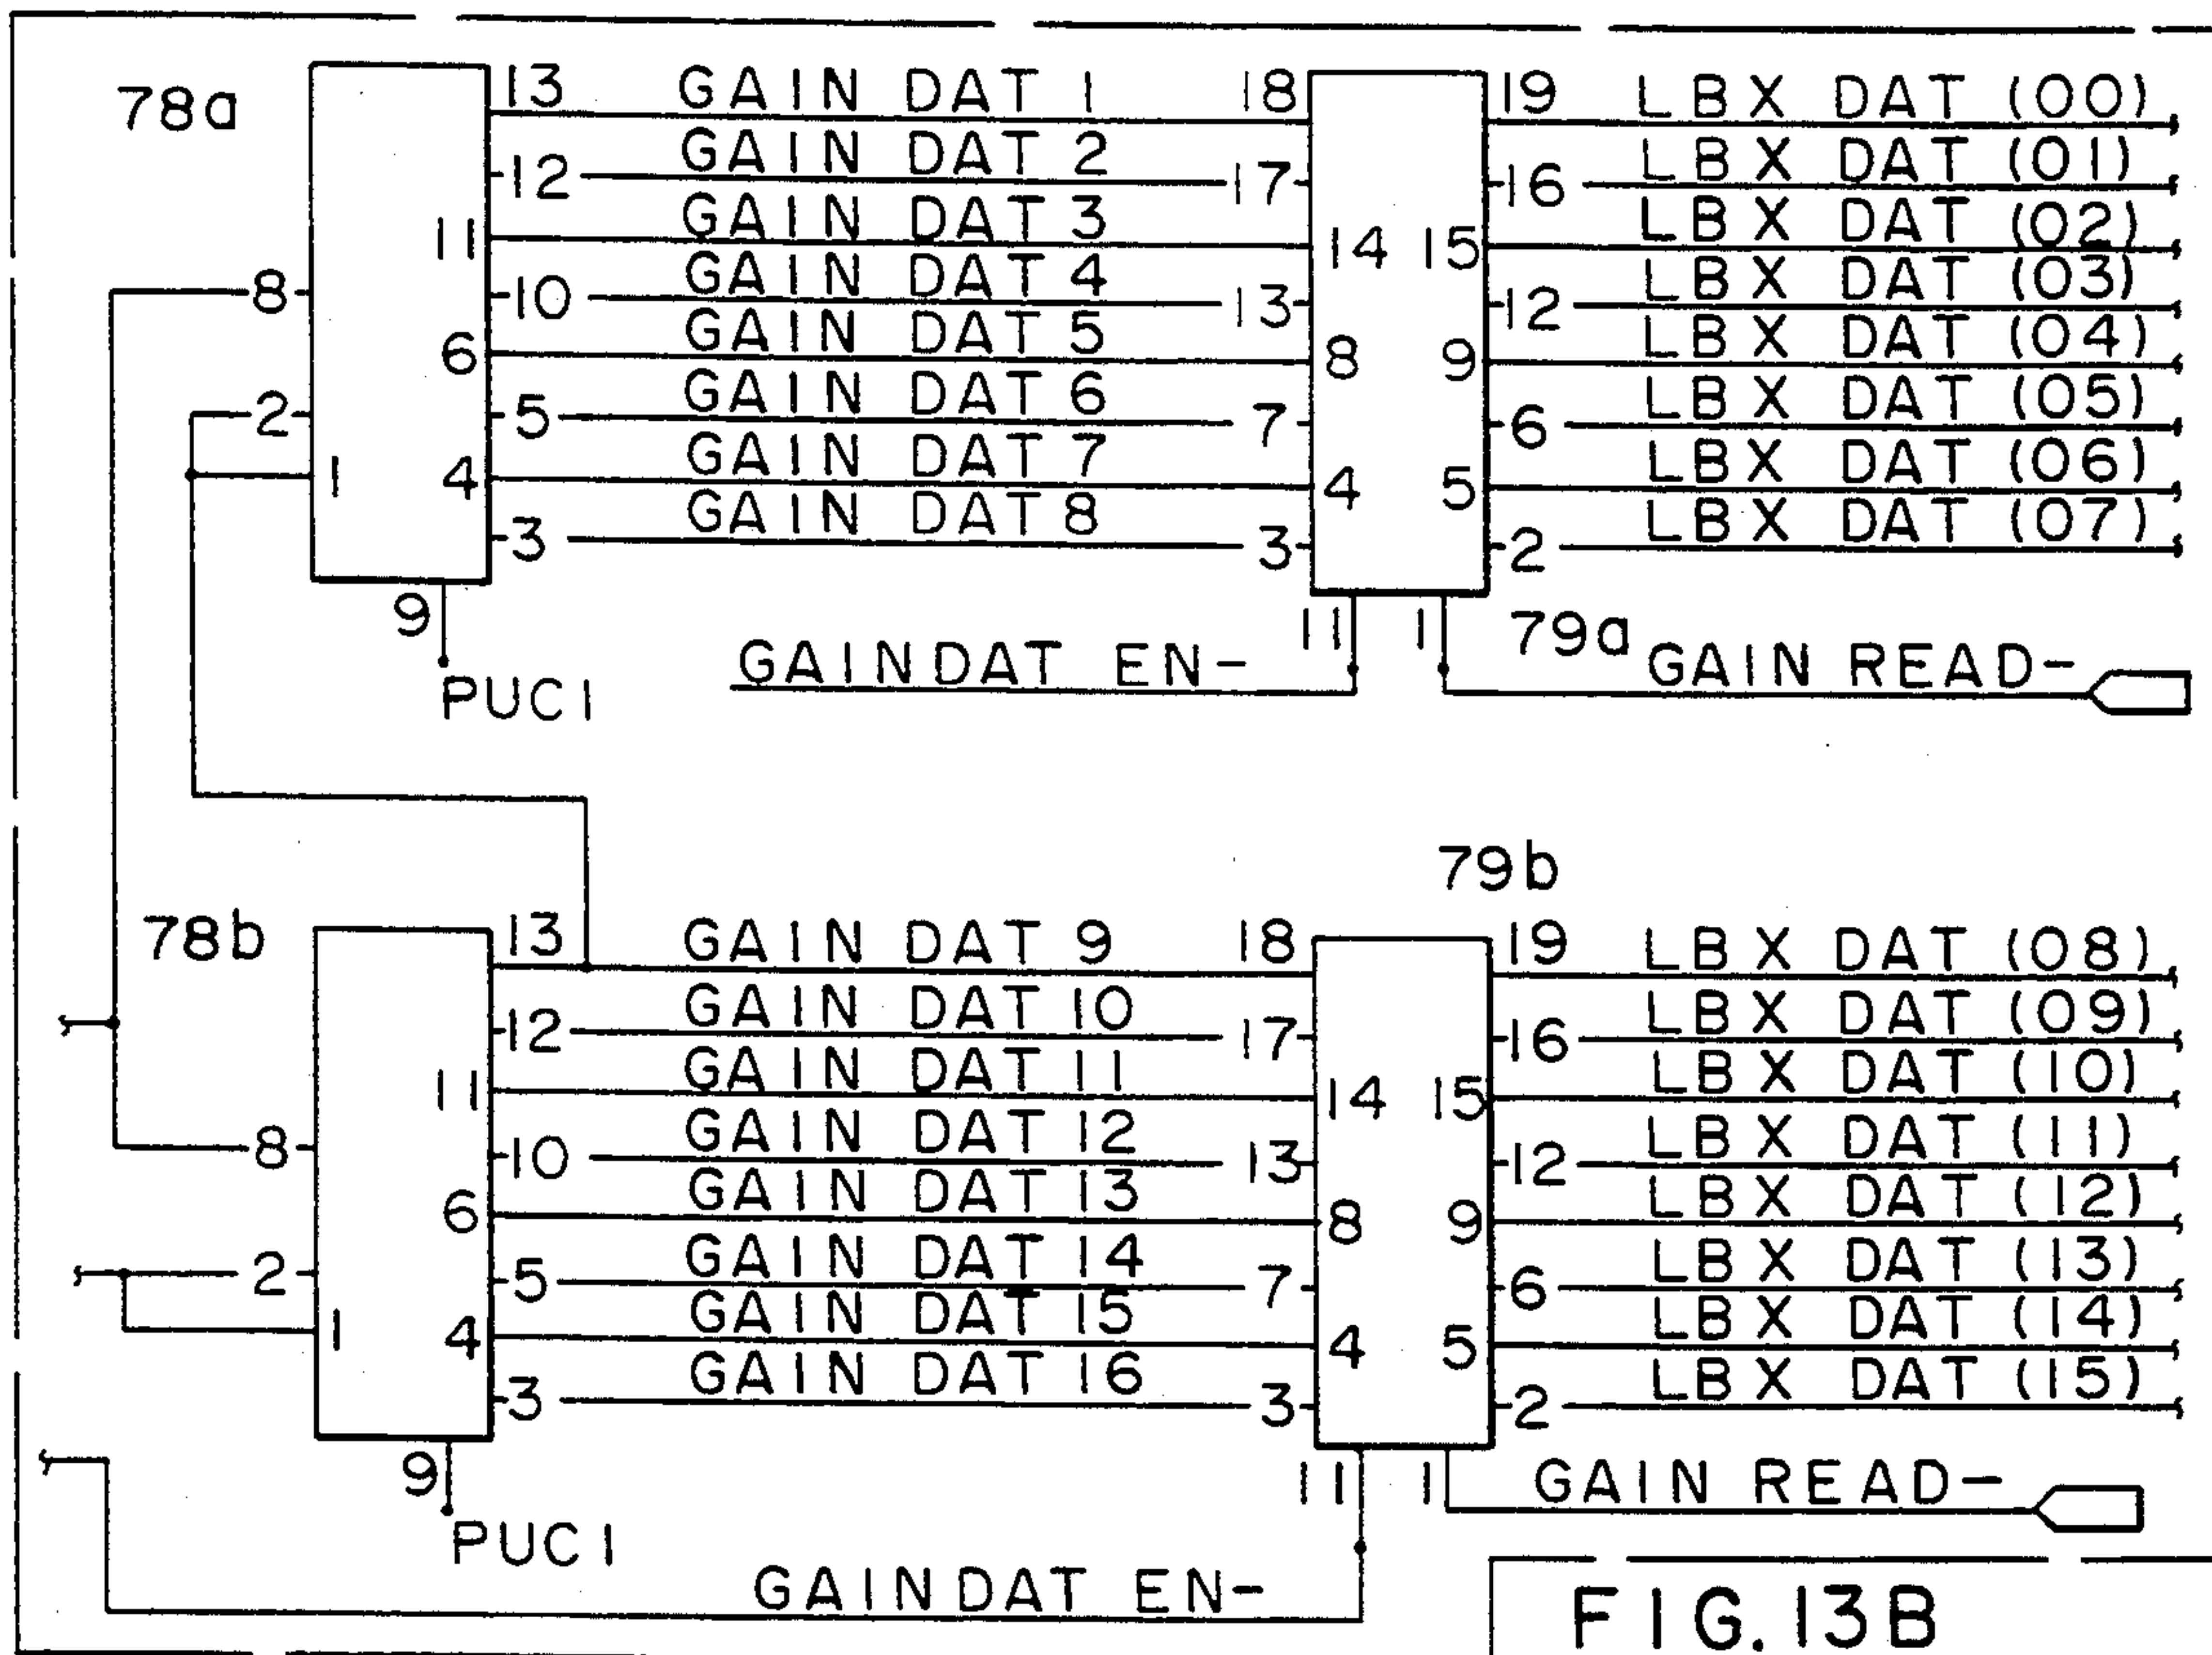 78a
13 GAIN DAT 1 18 19 LBX DAT (00)
12 GAIN DAT 2 17 16 LBX DAT (01)
11 GAIN DAT 3 14 15 LBX DAT (02)
8 10 GAIN DAT 4 13 12 LBX DAT (03)
6 GAIN DAT 5 8 9 LBX DAT (04)
2 5 GAIN DAT 6 7 6 LBX DAT (05)
1 4 GAIN DAT 7 4 5 LBX DAT (06)
3 GAIN DAT 8 3 2 LBX DAT (07)
9 11 1 79a
PUC1 GAINDAT EN- GAIN READ-
79b
78b
13 GAIN DAT 9 18 19 LBX DAT (08)
12 GAIN DAT 10 17 16 LBX DAT (09)
11 GAIN DAT 11 14 15 LBX DAT (10)
8 10 GAIN DAT 12 13 12 LBX DAT (11)
6 GAIN DAT 13 8 9 LBX DAT (12)
2 5 GAIN DAT 14 7 6 LBX DAT (13)
1 4 GAIN DAT 15 4 5 LBX DAT (14)
3 GAIN DAT 16 3 2 LBX DAT (15)
9 11 1 GAIN READ-
PUC1
GAINDAT EN-
FIG. 13B